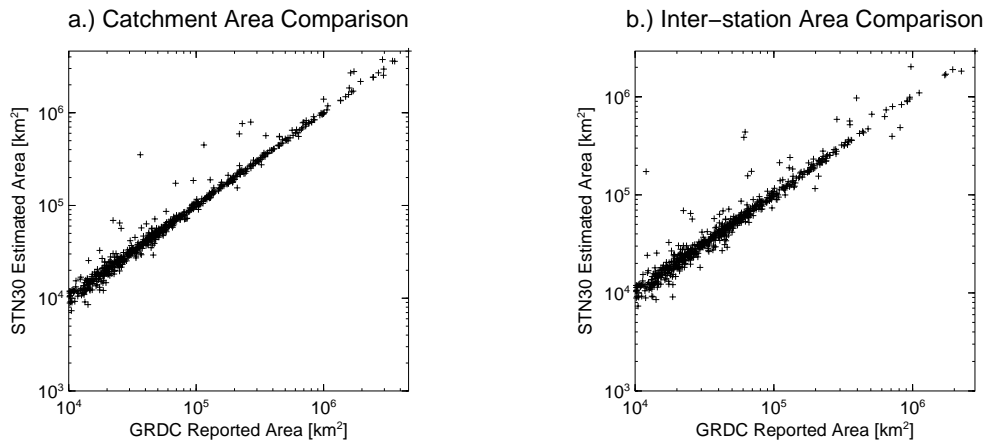 a.) Catchment Area Comparison
STN30 Estimated Area [km²]
10⁶
10⁵
10⁴
10³
10⁴ 10⁵ 10⁶
GRDC Reported Area [km²]
b.) Inter−station Area Comparison
STN30 Estimated Area [km²]
10⁶
10⁵
10⁴
10³
10⁴ 10⁵ 10⁶
GRDC Reported Area [km²]